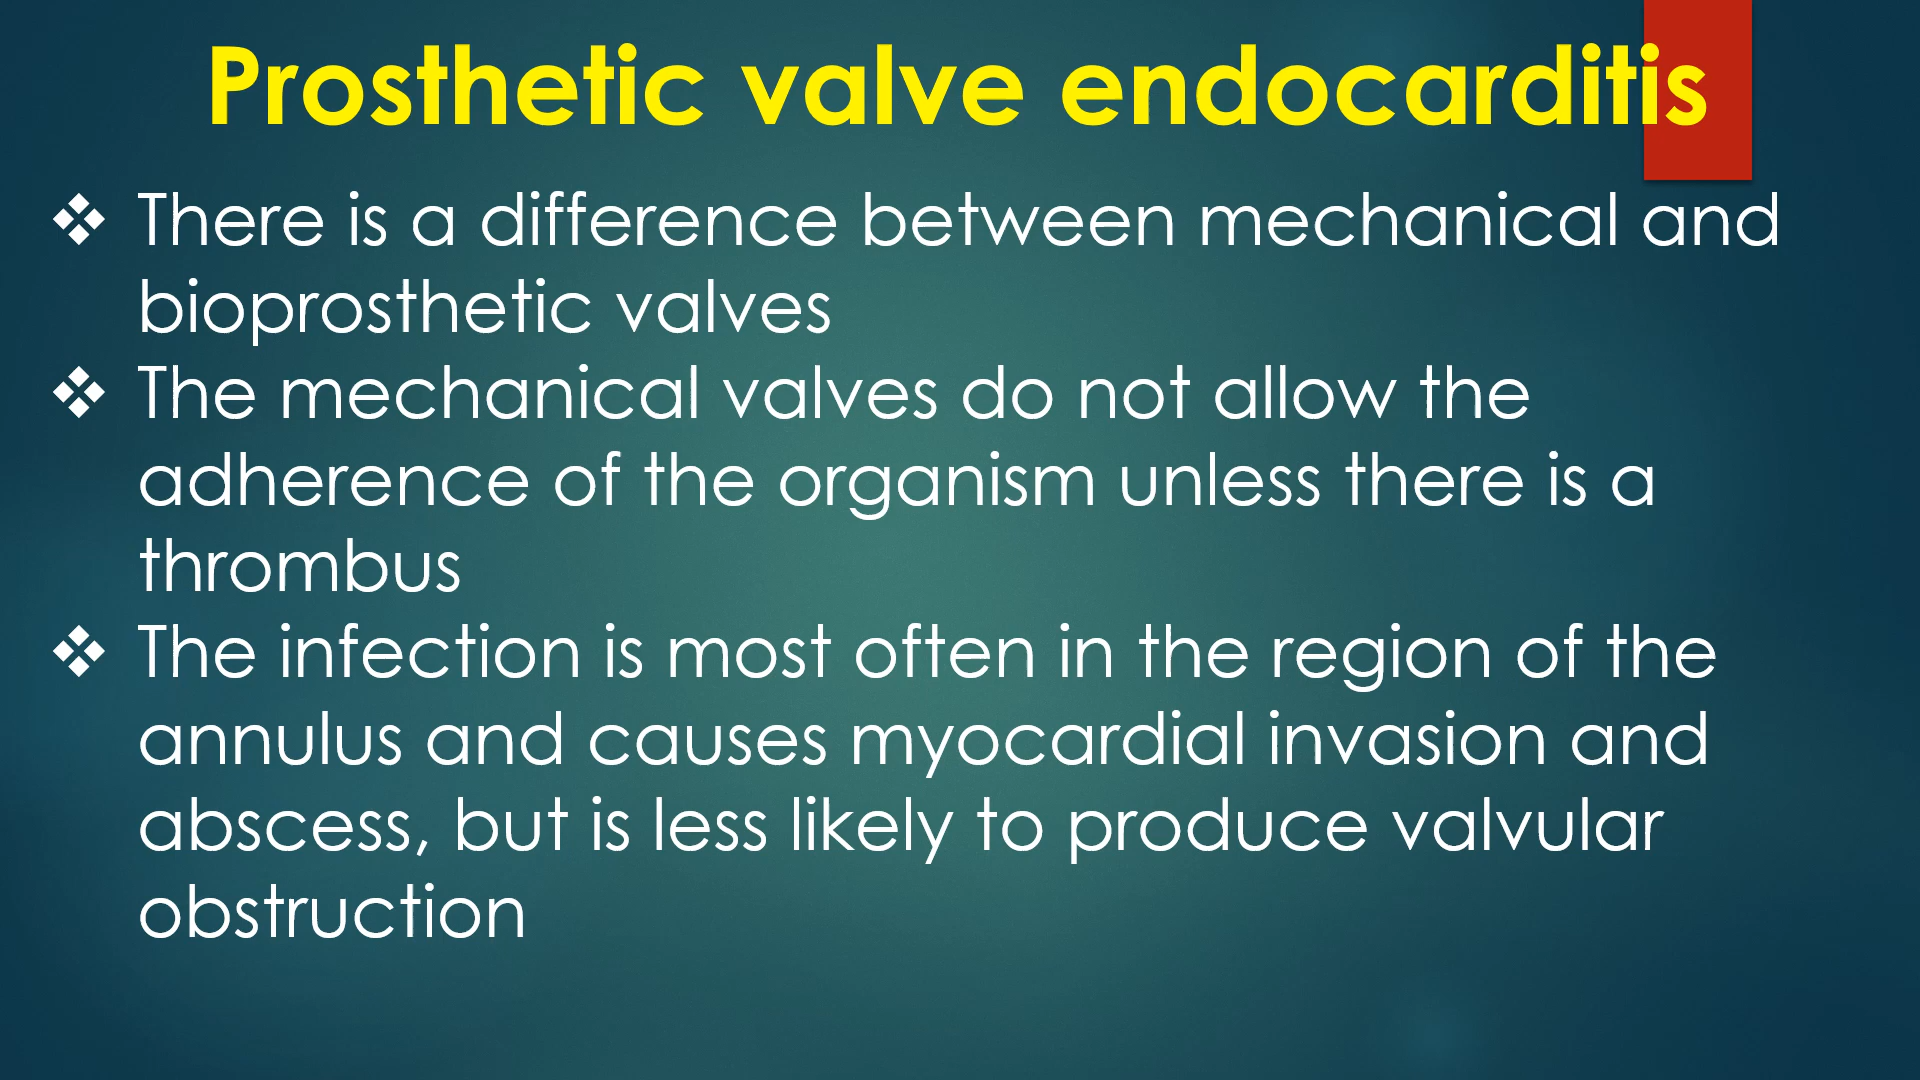 Prosthetic valve endocarditis
❖ There is a difference between mechanical and
bioprosthetic valves
❖ The mechanical valves do not allow the
adherence of the organism unless there is a
thrombus
❖ The infection is most often in the region of the
annulus and causes myocardial invasion and
abscess, but is less likely to produce valvular
obstruction